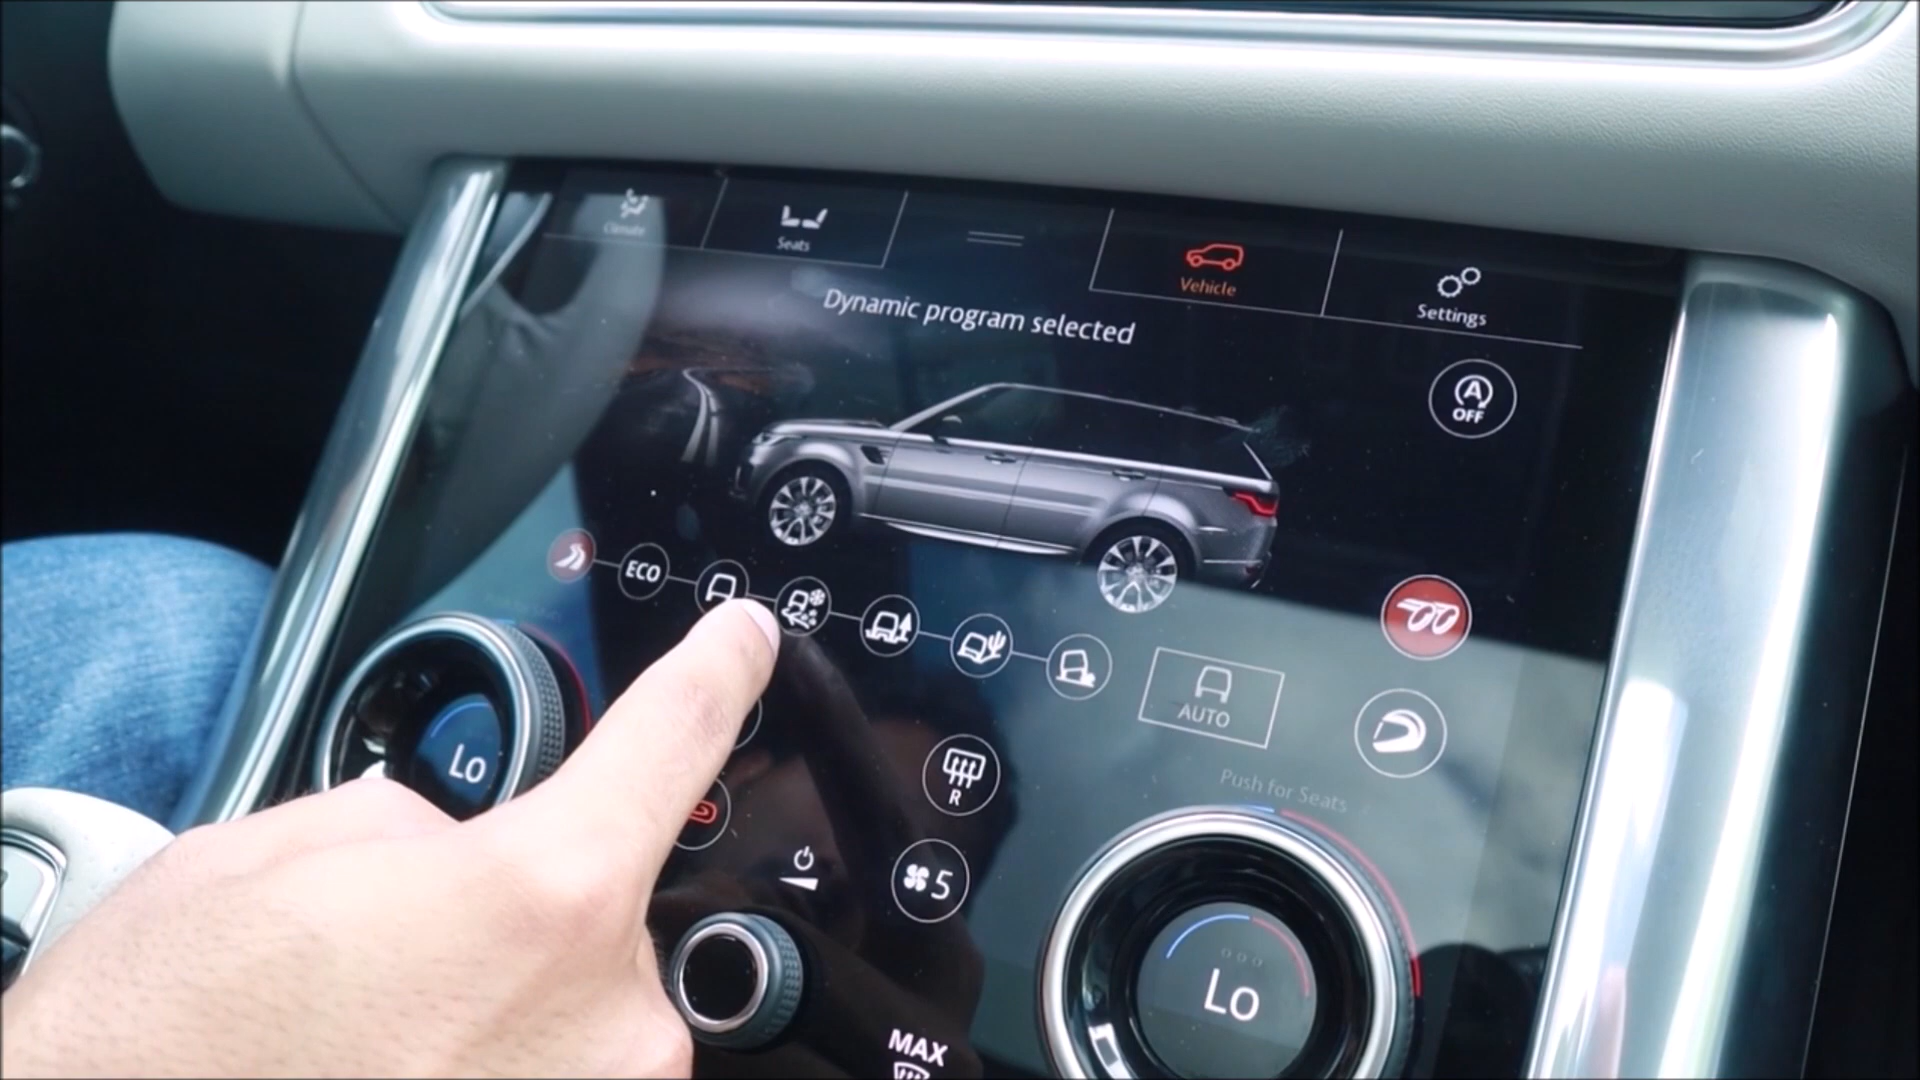 Climate
Seats
Vehicle
Settings
Dynamic program selected
A
OFF
ECO
AUTO
Lo
R
Push for Seats
5
Lo
MAX